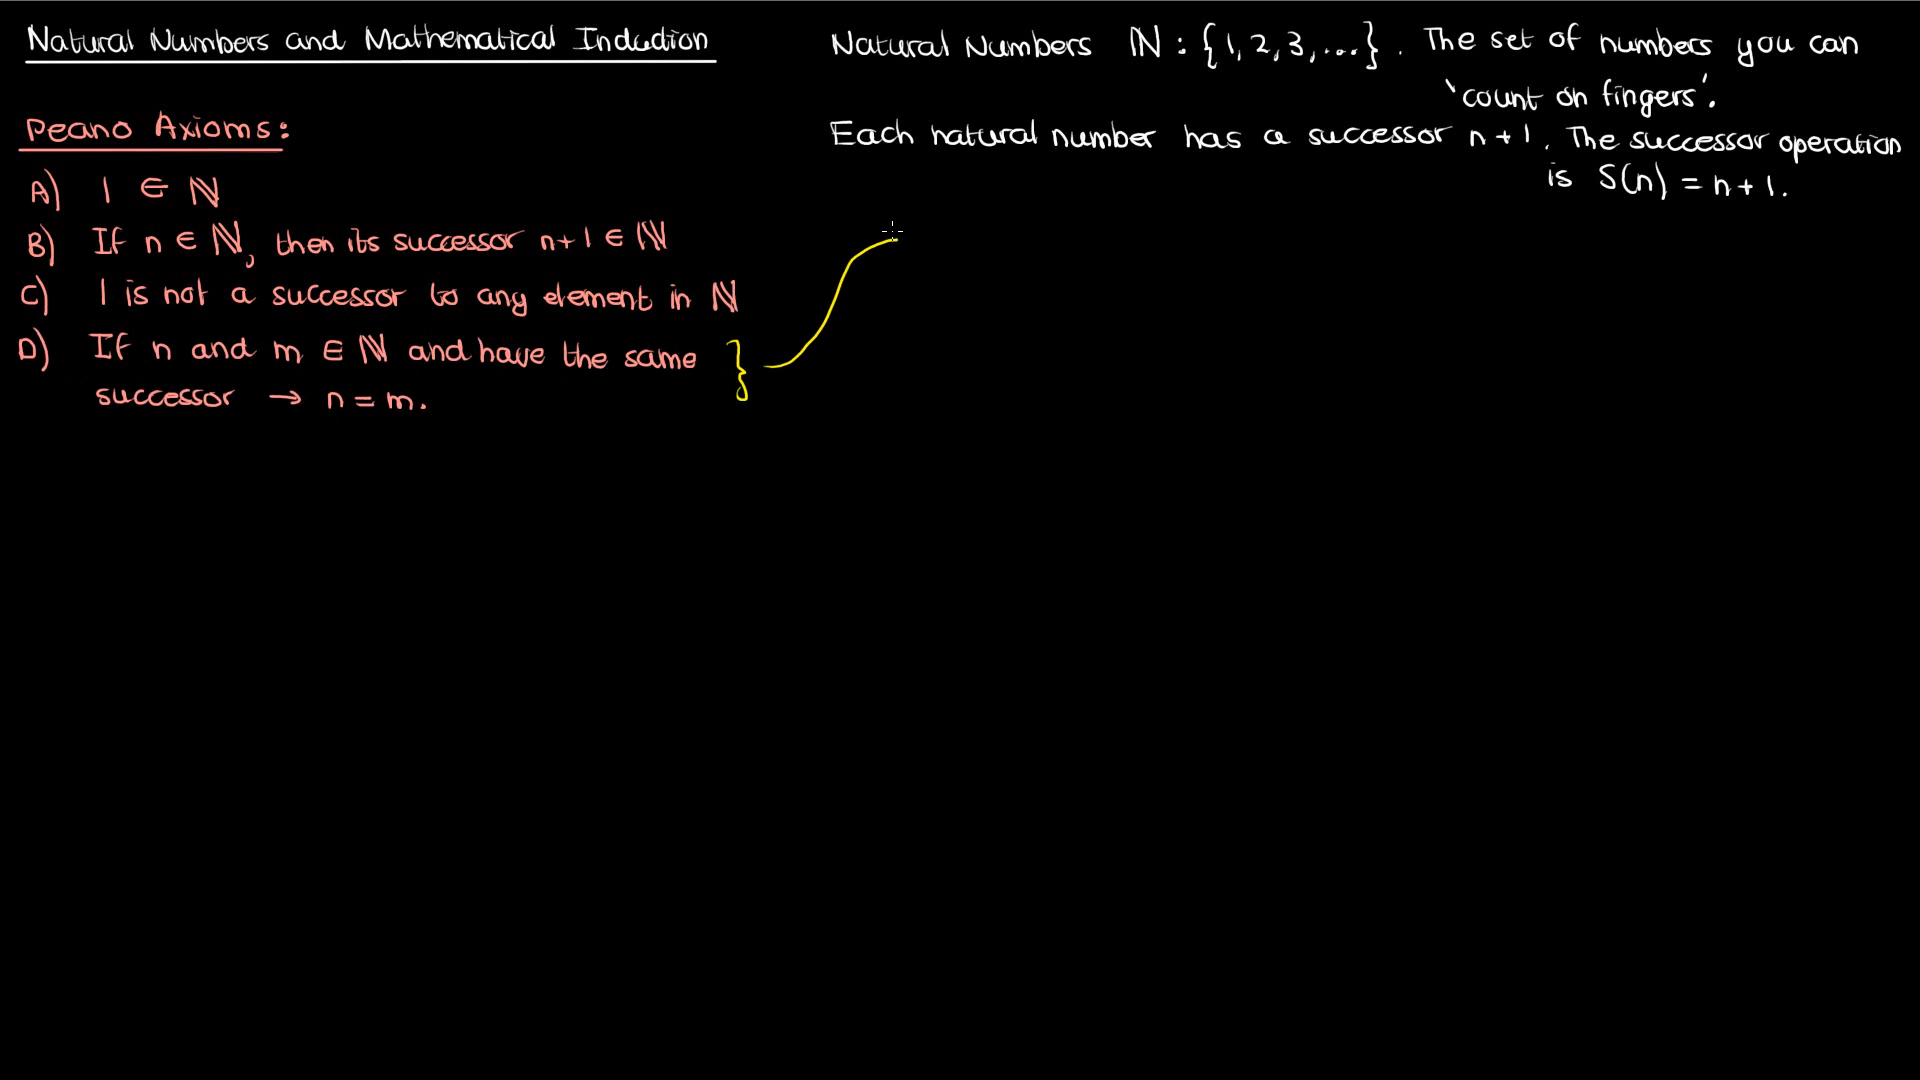 Natural Numbers and Mathematical Induction
Peano Axioms:
A) 1 ∈ ℕ
B) If n ∈ ℕ, then its successor n+1 ∈ ℕ
C) 1 is not a successor to any element in ℕ
D) If n and m ∈ ℕ and have the same
successor → n = m.
Natural Numbers ℕ : {1, 2, 3, ...}. The set of numbers you can
'count on fingers'.
Each natural number has a successor n + 1. The successor operation
is S(n) = n + 1.